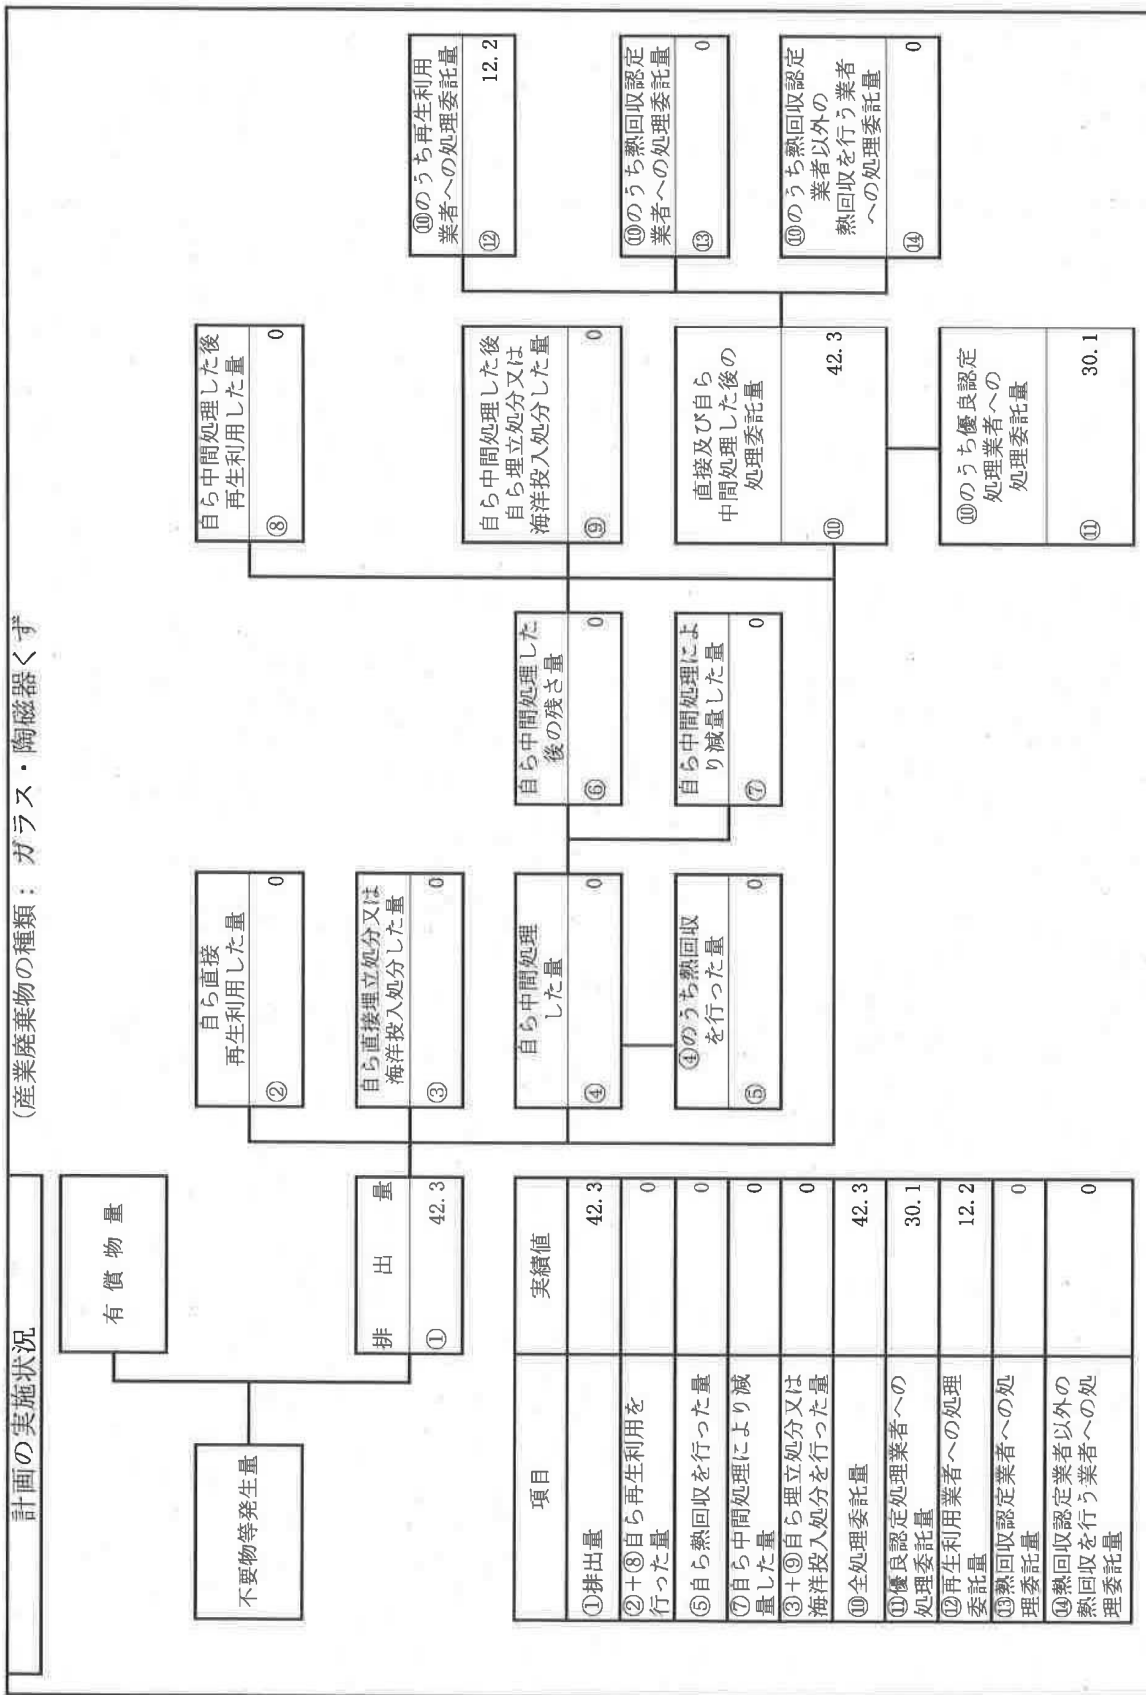 計画の実施状況
(産業廃棄物の種類： ガラス・陶磁器くず
不要物等発生量
有 償 物 量
排 出 量
① 42.3
自ら直接
再生利用した量
② 0
自ら直接埋立処分又は
海洋投入処分した量
③ 0
自ら中間処理
した量
④ 0
④のうち熱回収
を行った量
⑤ 0
自ら中間処理した
後の残さ量
⑥ 0
自ら中間処理によ
り減量した量
⑦ 0
自ら中間処理した後
再生利用した量
⑧ 0
自ら中間処理した後
自ら埋立処分又は
海洋投入処分した量
⑨ 0
直接及び自ら
中間処理した後の
処理委託量
⑩ 42.3
⑩のうち優良認定
処理業者への
処理委託量
⑪ 30.1
⑩のうち再生利用
業者への処理委託量
⑫ 12.2
⑩のうち熱回収認定
業者への処理委託量
⑬ 0
⑩のうち熱回収認定
業者以外の
熱回収を行う業者
への処理委託量
⑭ 0
項目 実績値
①排出量 42.3
②＋⑧自ら再生利用を
行った量 0
⑤自ら熱回収を行った量 0
⑦自ら中間処理により減
量した量 0
③＋⑨自ら埋立処分又は
海洋投入処分を行った量 0
⑩全処理委託量 42.3
⑪優良認定処理業者への
処理委託量 30.1
⑫再生利用業者への処理
委託量 12.2
⑬熱回収認定業者への処
理委託量 0
⑭熱回収認定業者以外の
熱回収を行う業者への処
理委託量 0